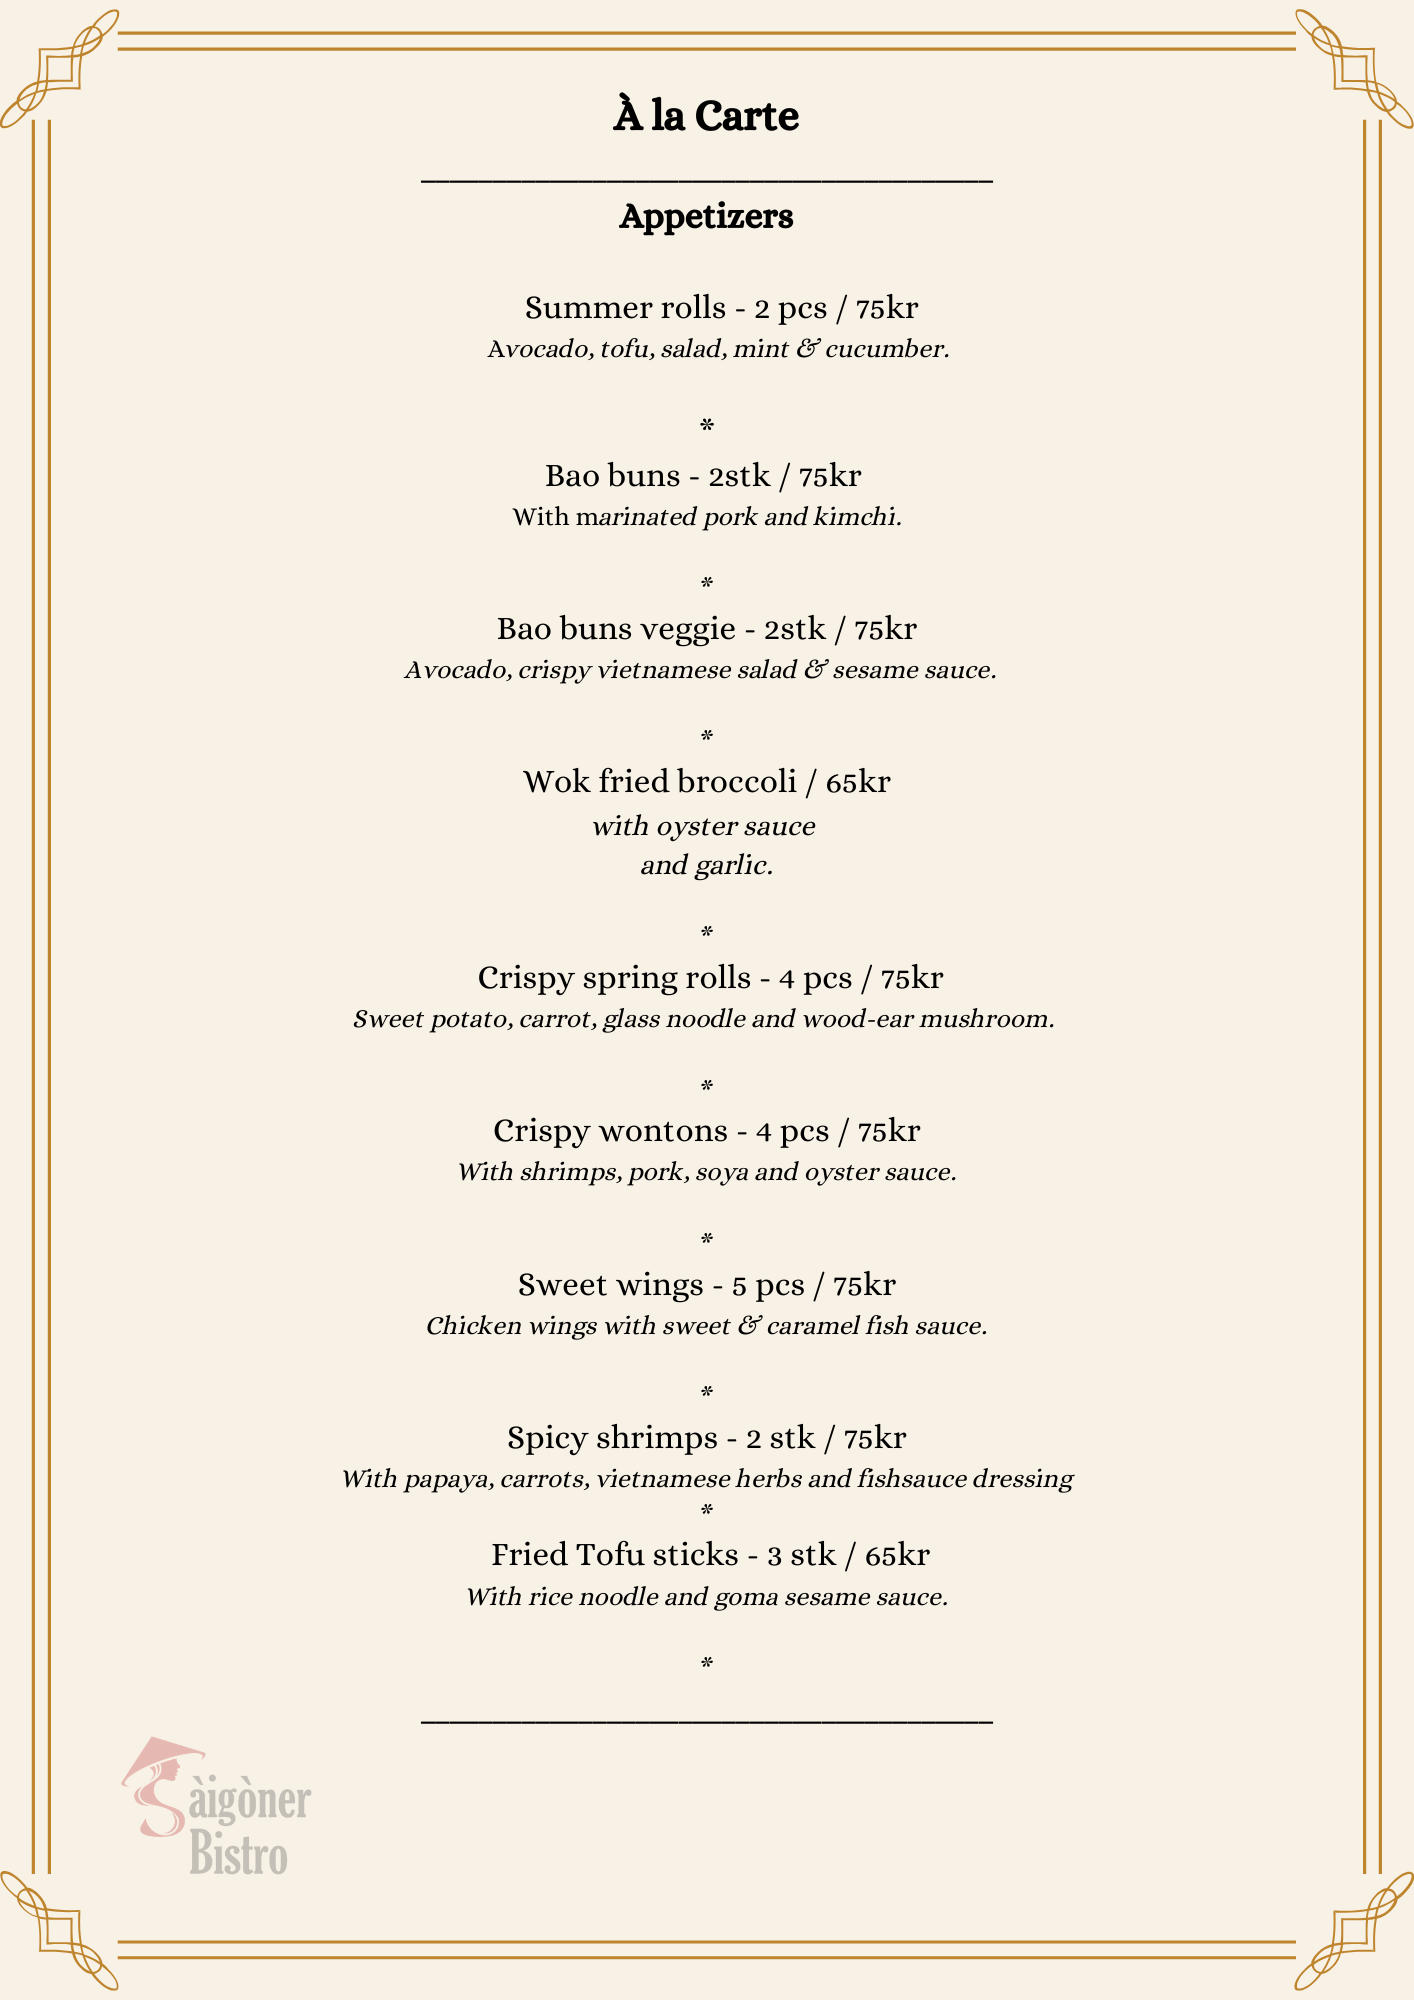 À la Carte
________________________________________
Appetizers
Summer rolls - 2 pcs / 75kr
Avocado, tofu, salad, mint & cucumber.
*
Bao buns - 2stk / 75kr
With marinated pork and kimchi.
*
Bao buns veggie - 2stk / 75kr
Avocado, crispy vietnamese salad & sesame sauce.
*
Wok fried broccoli / 65kr
with oyster sauce
and garlic.
*
Crispy spring rolls - 4 pcs / 75kr
Sweet potato, carrot, glass noodle and wood-ear mushroom.
*
Crispy wontons - 4 pcs / 75kr
With shrimps, pork, soya and oyster sauce.
*
Sweet wings - 5 pcs / 75kr
Chicken wings with sweet & caramel fish sauce.
*
Spicy shrimps - 2 stk / 75kr
With papaya, carrots, vietnamese herbs and fishsauce dressing
*
Fried Tofu sticks - 3 stk / 65kr
With rice noodle and goma sesame sauce.
*
________________________________________
Sàigòner
Bistro